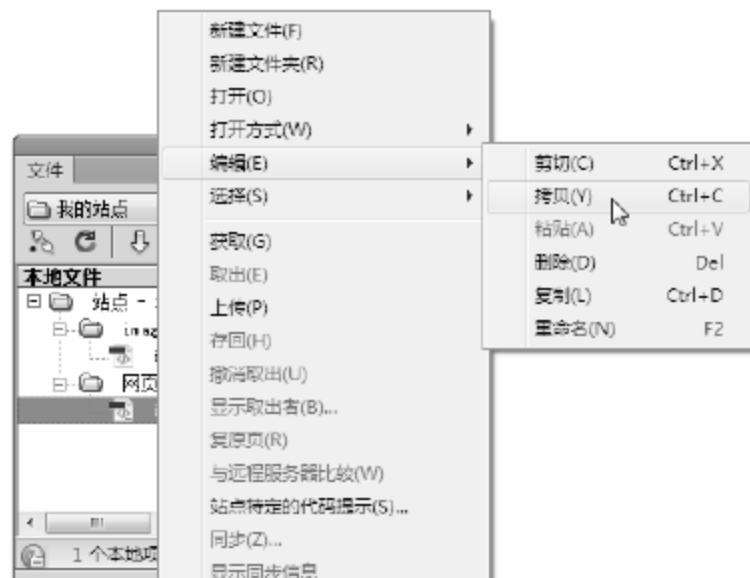 新建文件(F)
新建文件夹(R)
打开(O)
打开方式(W)
编辑(E)
选择(S)
获取(G)
取出(E)
上传(P)
存回(H)
撤消取出(U)
显示取出者(B)...
复原页(R)
与远程服务器比较(W)
站点特定的代码提示(S)...
同步(Z)...
显示同步信息
剪切(C) Ctrl+X
拷贝(Y) Ctrl+C
粘贴(A) Ctrl+V
删除(D) Del
复制(L) Ctrl+D
重命名(N) F2
文件
我的站点
本地文件
站点 -
imag
网页
1 个本地项